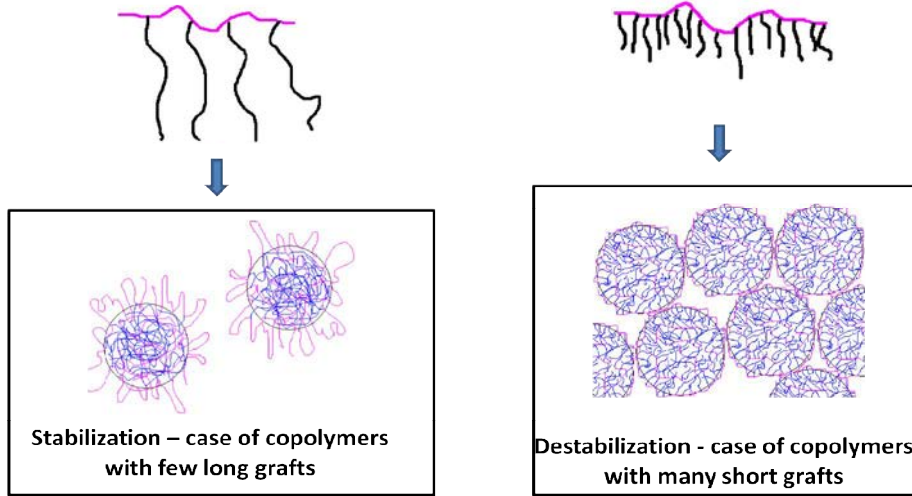 Stabilization – case of copolymers
with few long grafts
Destabilization - case of copolymers
with many short grafts